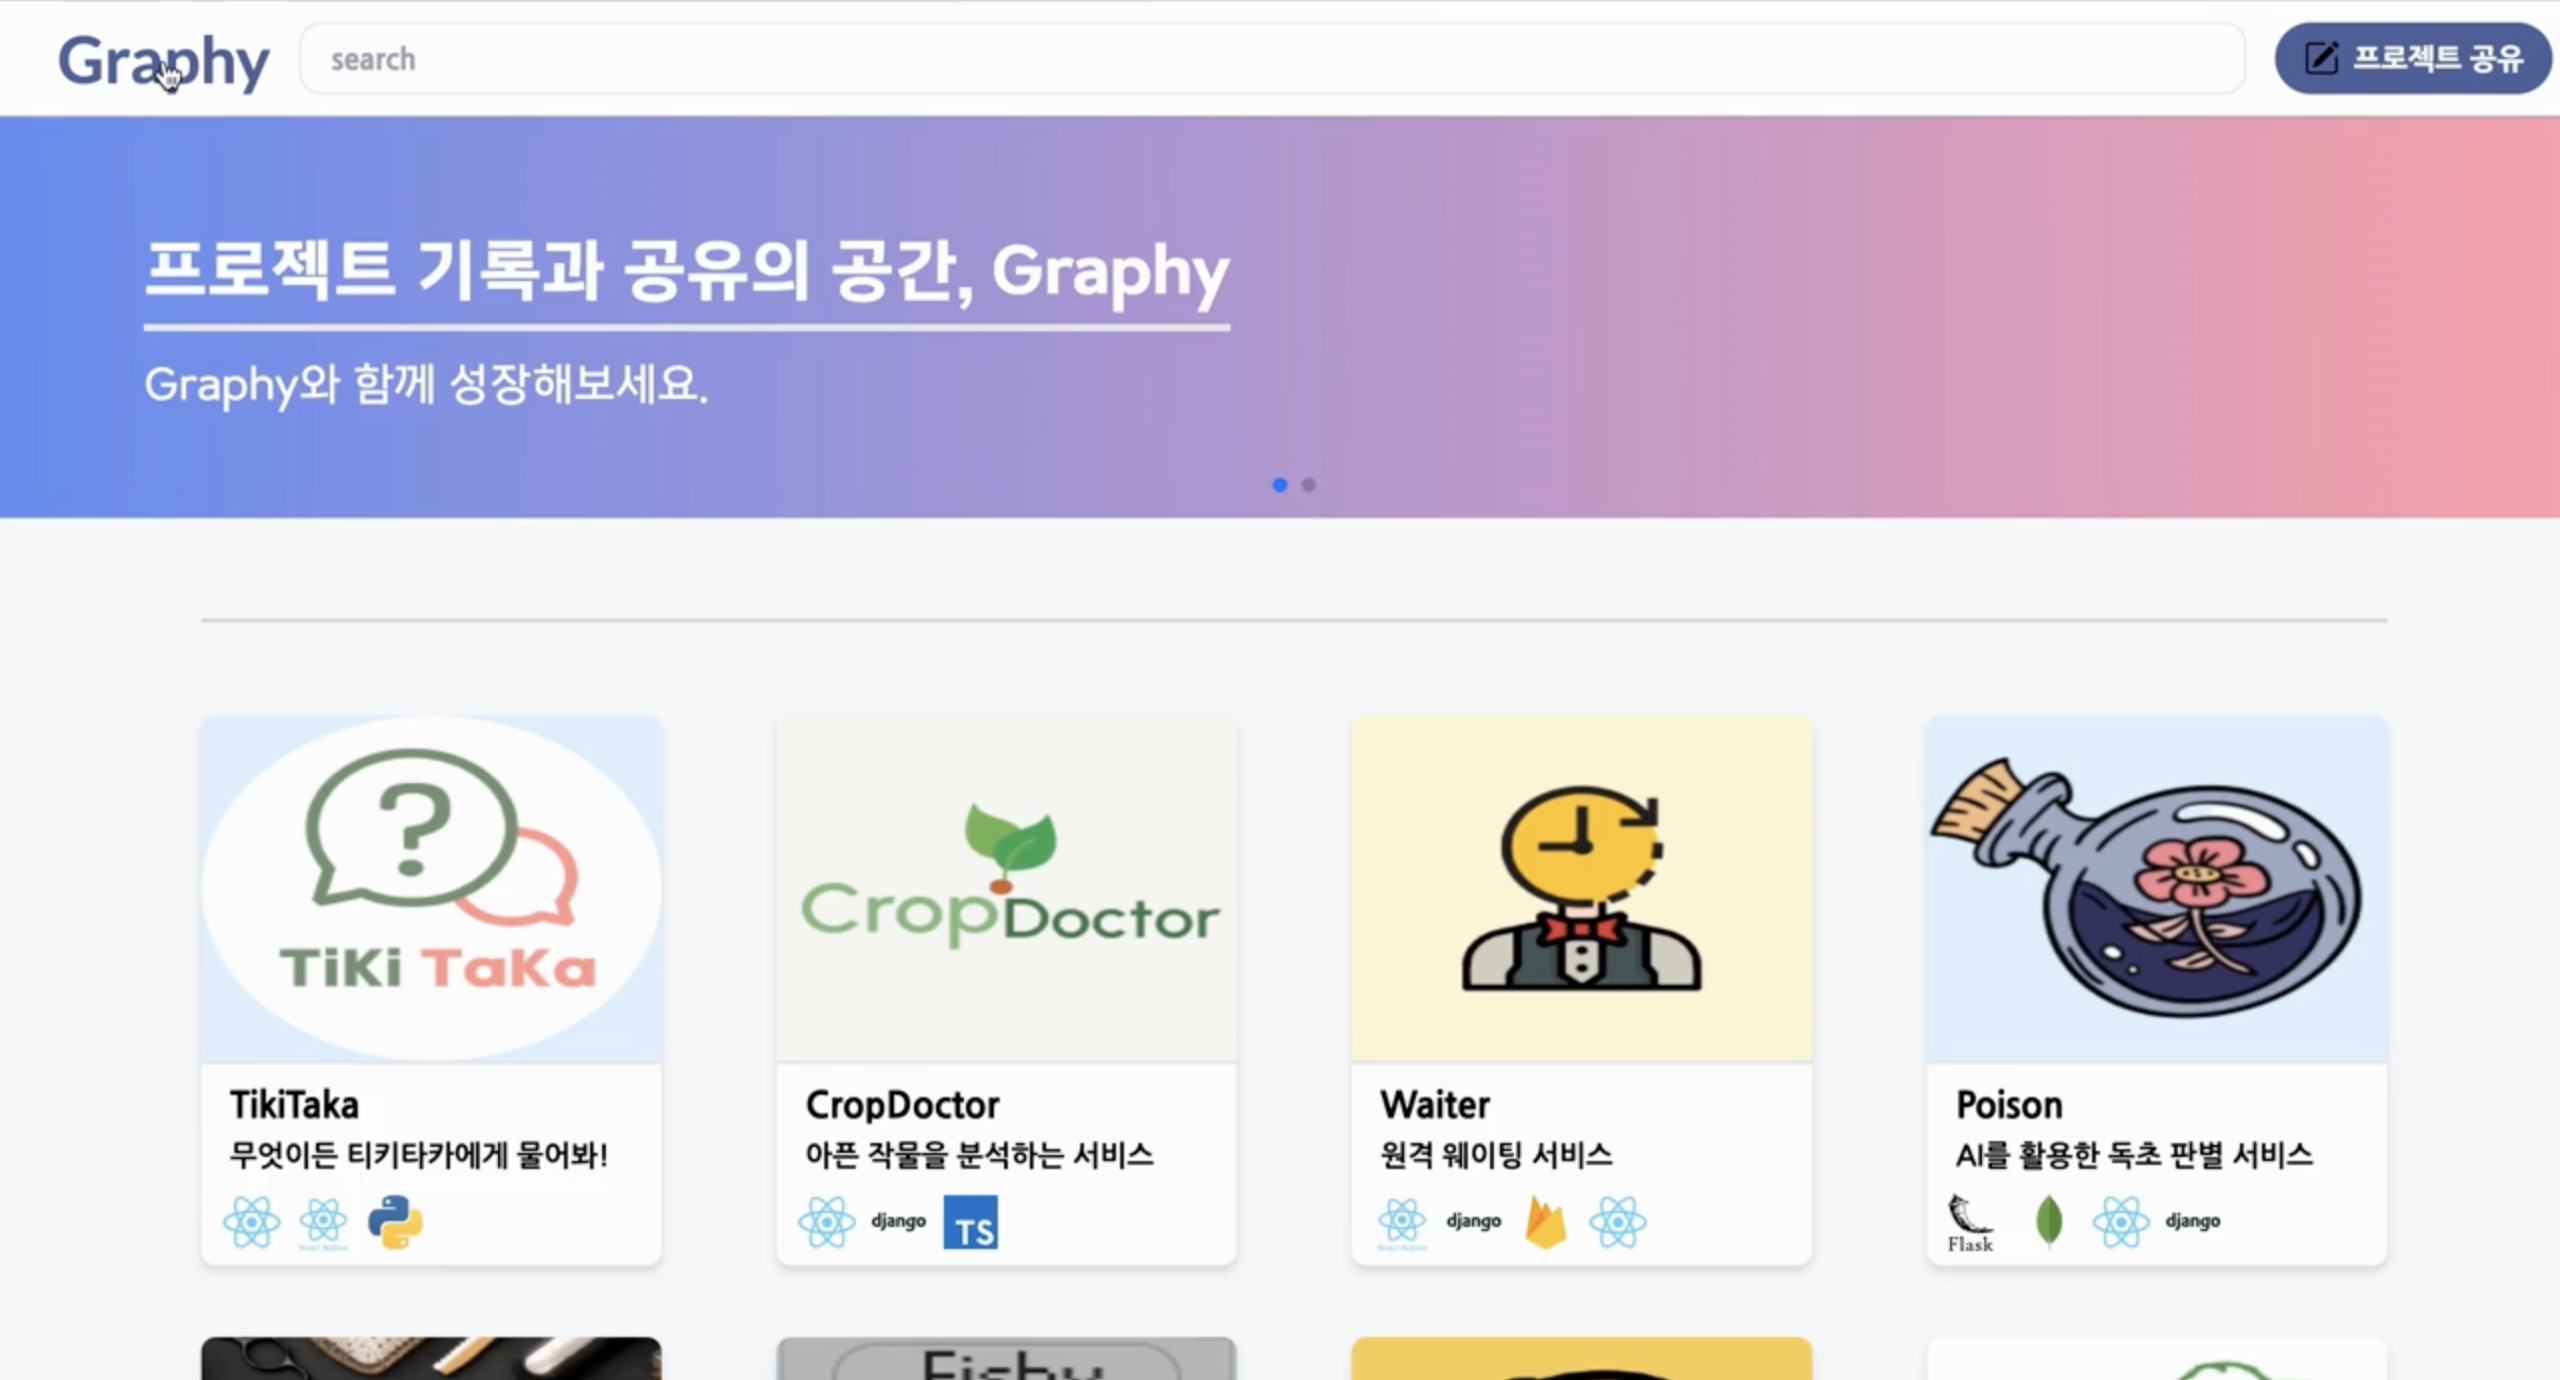 Graphy
search
프로젝트 공유
프로젝트 기록과 공유의 공간, Graphy
Graphy와 함께 성장해보세요.
?
TiKi TaKa
CropDoctor
TikiTaka
무엇이든 티키타카에게 물어봐!
CropDoctor
아픈 작물을 분석하는 서비스
django
TS
Waiter
원격 웨이팅 서비스
django
Poison
AI를 활용한 독초 판별 서비스
Flask
django